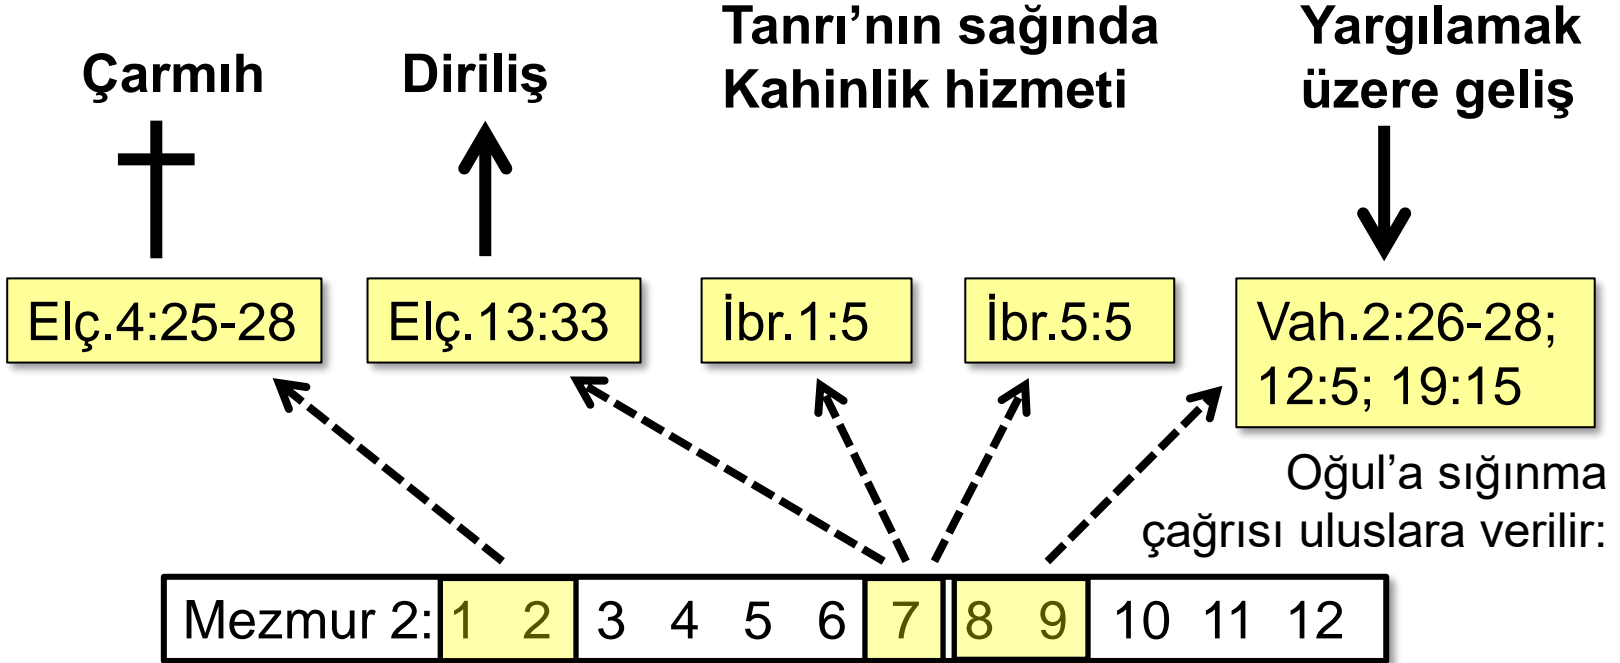 Çarmıh
Diriliş
Tanrı’nın sağında
Kahinlik hizmeti
Yargılamak
üzere geliş
Elç.4:25-28
Elç.13:33
İbr.1:5
İbr.5:5
Vah.2:26-28;
12:5; 19:15
Oğul’a sığınma
çağrısı uluslara verilir:
Mezmur 2: 1 2 3 4 5 6 7 8 9 10 11 12